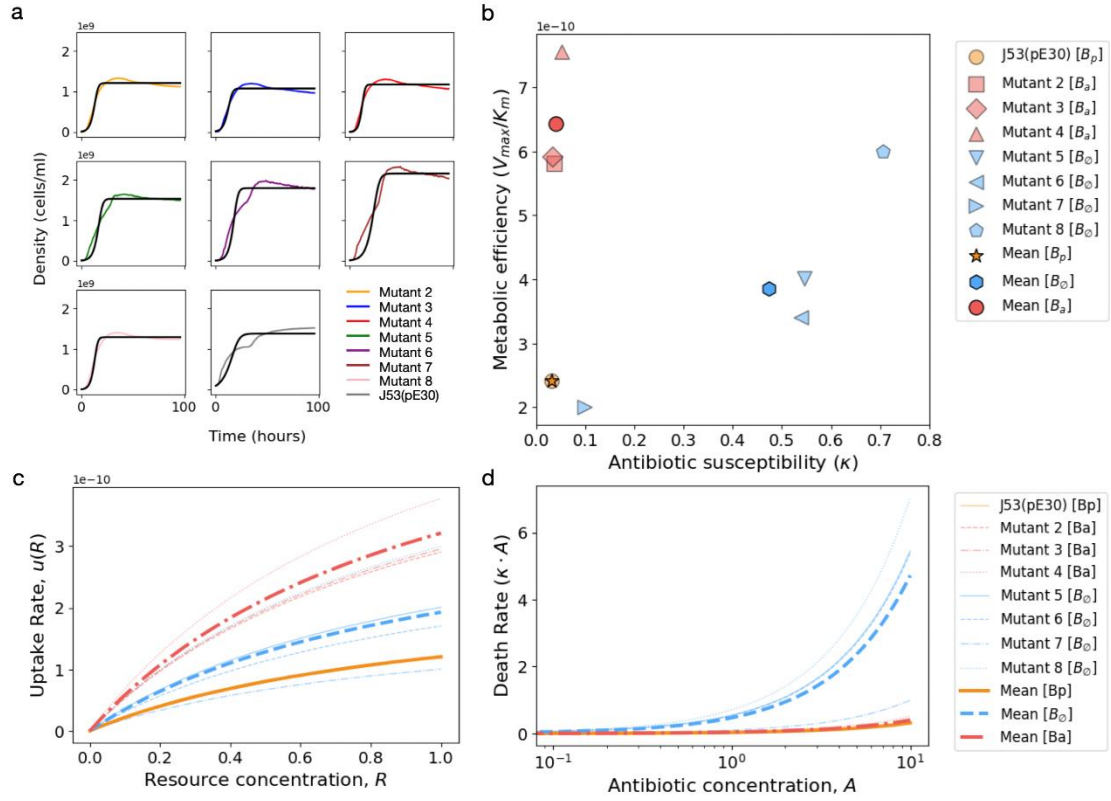 a
1e9
2
1
0
Density (cells/ml)
1e9
2
1
0
1e9
2
1
0
0
100
0
100
Time (hours)
Mutant 2
Mutant 3
Mutant 4
Mutant 5
Mutant 6
Mutant 7
Mutant 8
J53(pE30)
b
1e−10
Metabolic efficiency (Vmax/Km)
7
6
5
4
3
2
0.0 0.1 0.2 0.3 0.4 0.5 0.6 0.7 0.8
Antibiotic susceptibility (κ)
J53(pE30) [Bp]
Mutant 2 [Ba]
Mutant 3 [Ba]
Mutant 4 [Ba]
Mutant 5 [B∅]
Mutant 6 [B∅]
Mutant 7 [B∅]
Mutant 8 [B∅]
Mean [Bp]
Mean [B∅]
Mean [Ba]
c
1e−10
Uptake Rate, u(R)
3
2
1
0
0.0 0.2 0.4 0.6 0.8 1.0
Resource concentration, R
d
Death Rate (κ · A)
6
4
2
0
10⁻¹ 10⁰ 10¹
Antibiotic concentration, A
J53(pE30) [Bp]
Mutant 2 [Ba]
Mutant 3 [Ba]
Mutant 4 [Ba]
Mutant 5 [B∅]
Mutant 6 [B∅]
Mutant 7 [B∅]
Mutant 8 [B∅]
Mean [Bp]
Mean [B∅]
Mean [Ba]